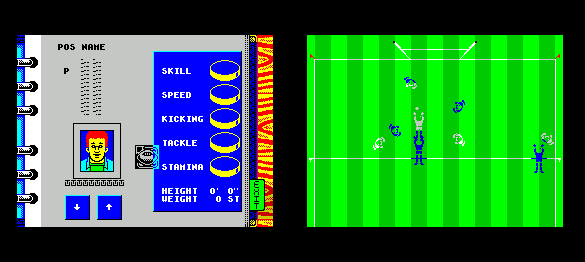 POS NAME
P
SKILL
SPEED
KICKING
TACKLE
STAMINA
HEIGHT 0' 0"
WEIGHT 0 ST
EXIT